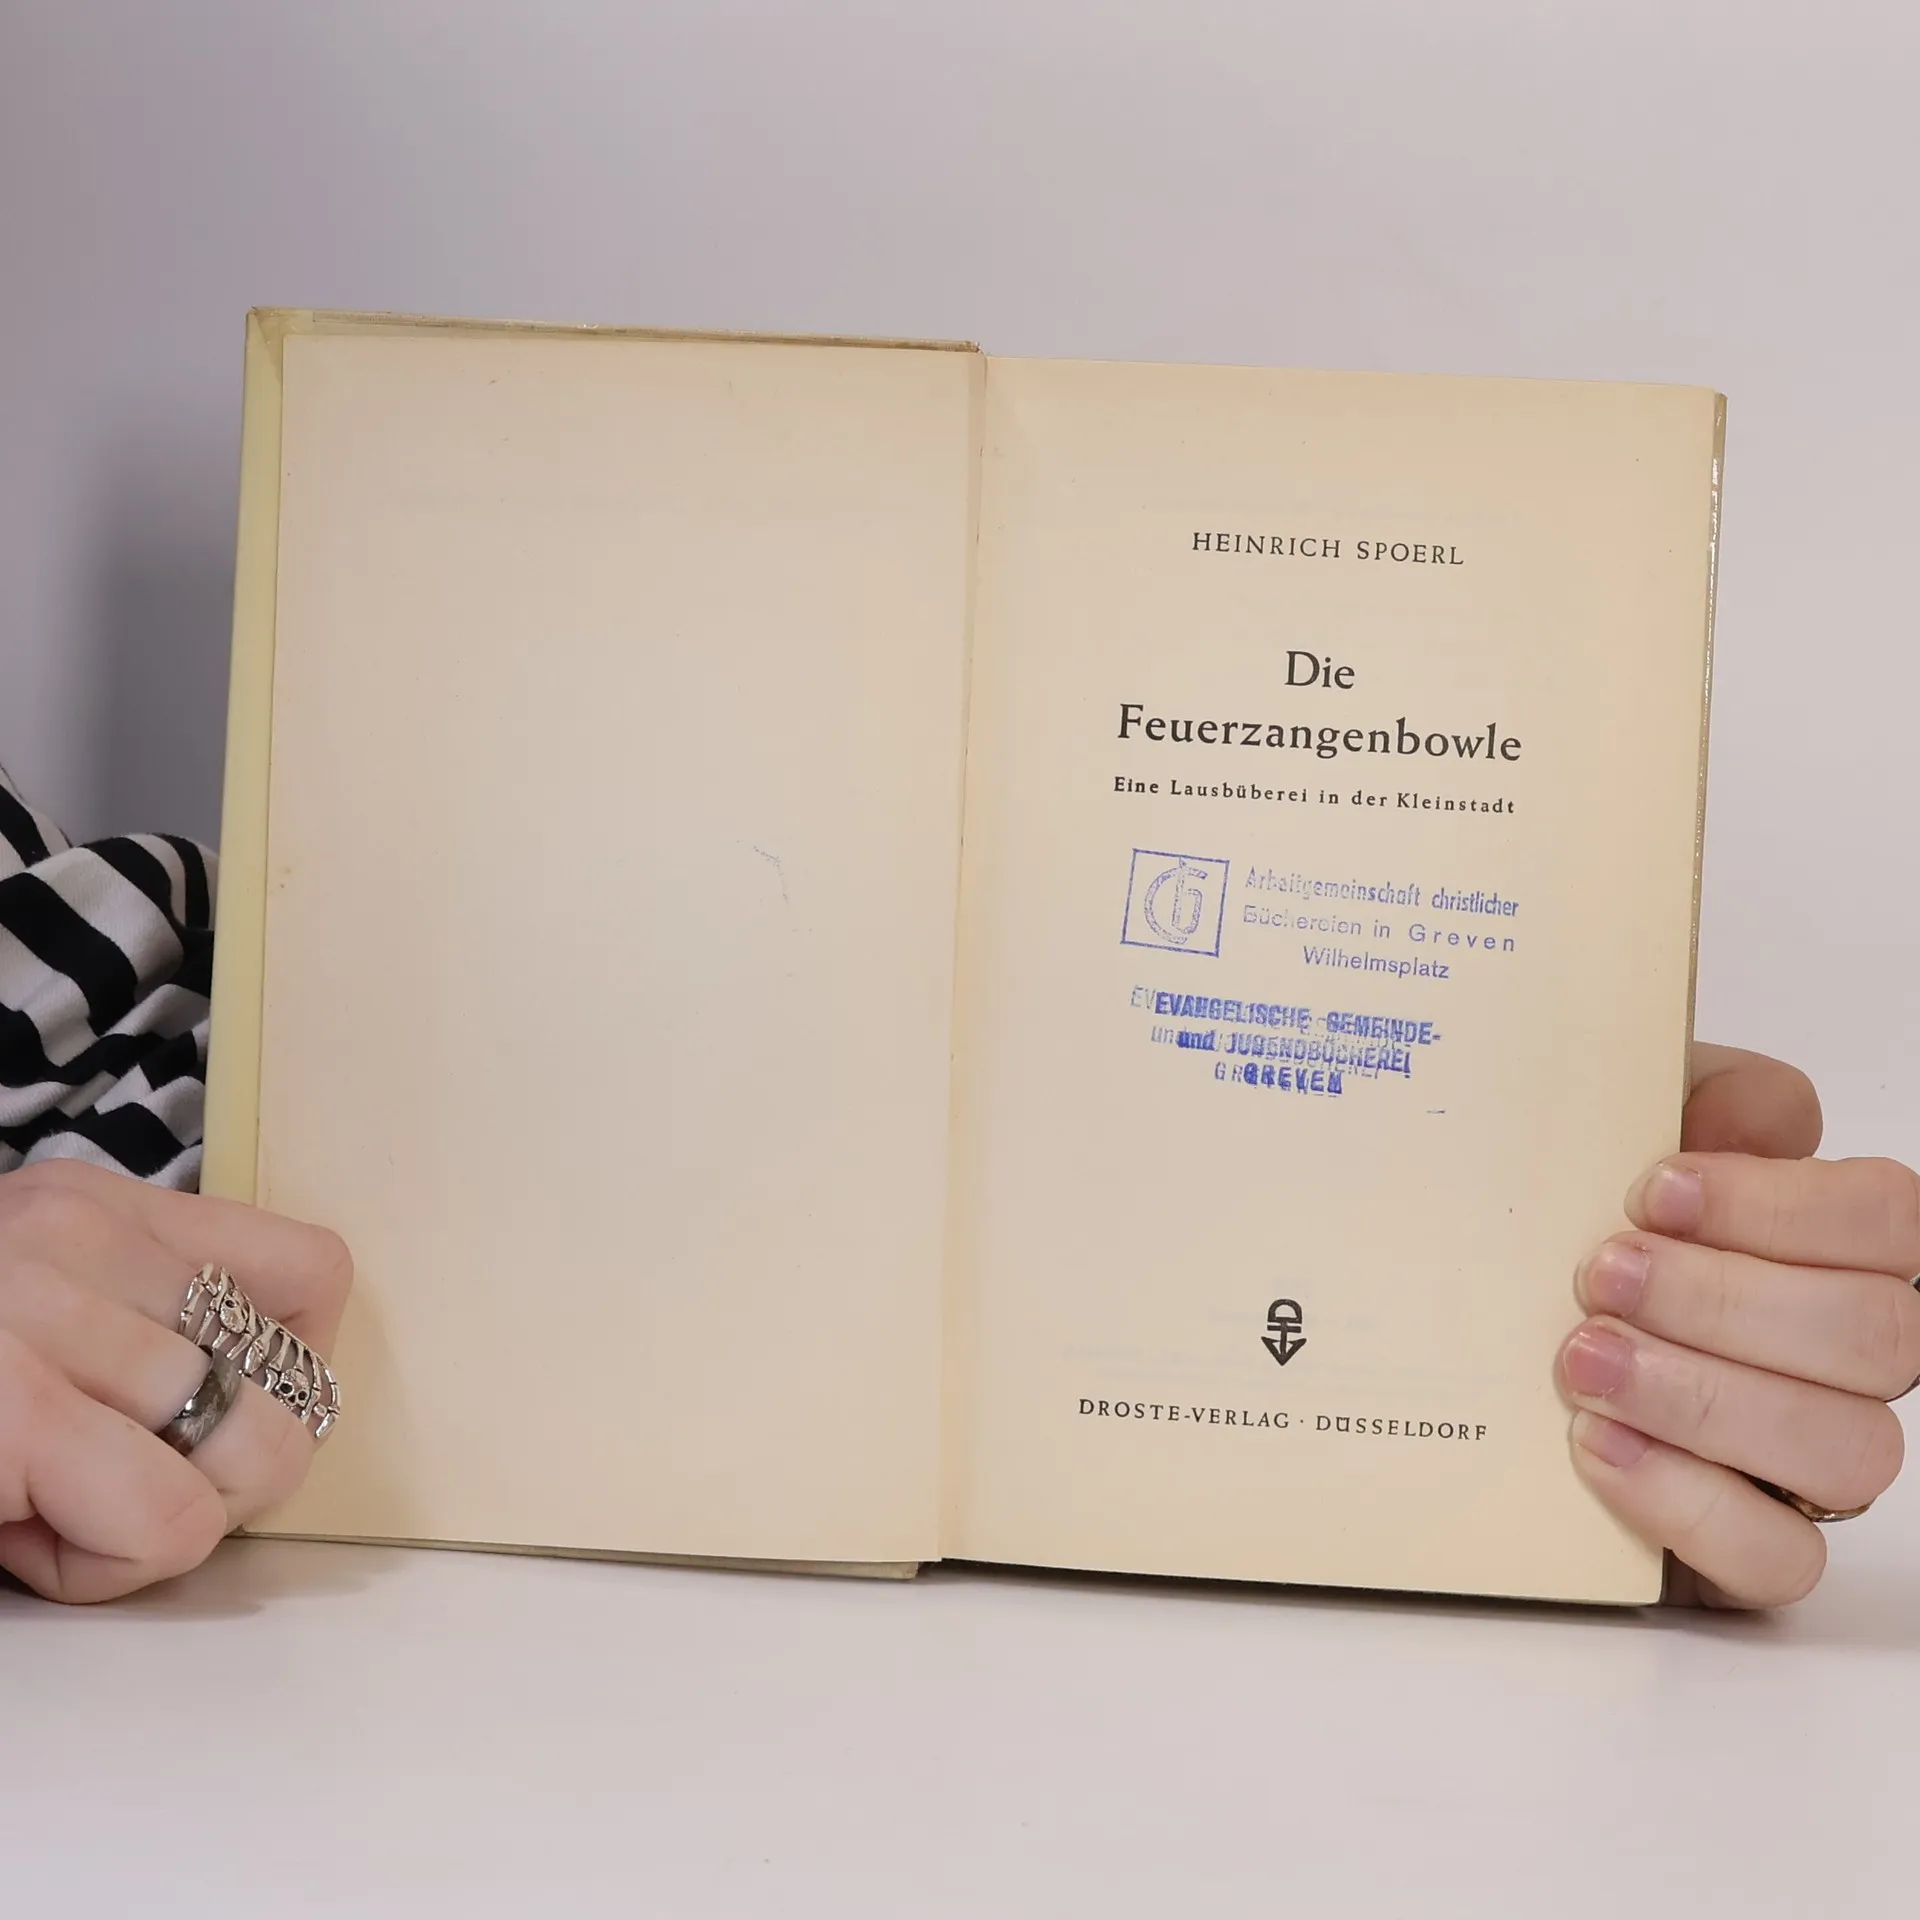 HEINRICH SPOERL
Die
Feuerzangenbowle
Eine Lausbüberei in der Kleinstadt
Arbeitgemeinschaft christlicher
Büchereien in Greven
Wilhelmsplatz
EVANGELISCHE GEMEINDE-
und JUGENDBÜCHEREI
GREVEN
DROSTE-VERLAG · DÜSSELDORF